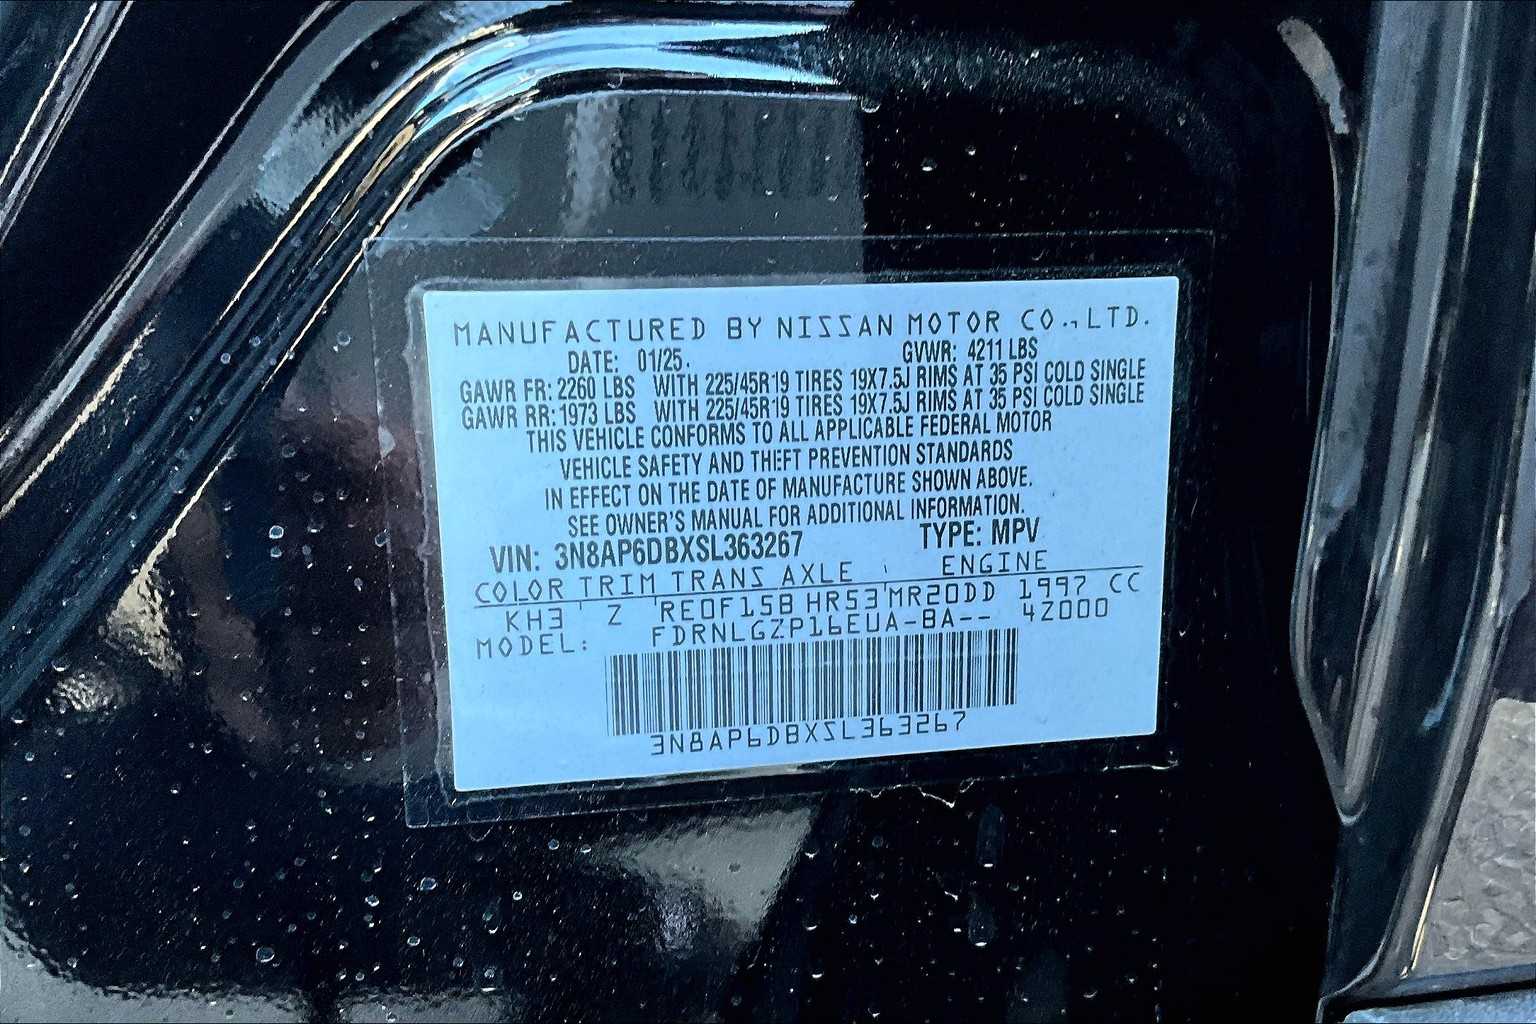 MANUFACTURED BY NISSAN MOTOR CO., LTD.
DATE: 01/25. GVWR: 4211 LBS
GAWR FR: 2260 LBS WITH 225/45R19 TIRES 19X7.5J RIMS AT 35 PSI COLD SINGLE
GAWR RR: 1973 LBS WITH 225/45R19 TIRES 19X7.5J RIMS AT 35 PSI COLD SINGLE
THIS VEHICLE CONFORMS TO ALL APPLICABLE FEDERAL MOTOR
VEHICLE SAFETY AND THEFT PREVENTION STANDARDS
IN EFFECT ON THE DATE OF MANUFACTURE SHOWN ABOVE.
SEE OWNER'S MANUAL FOR ADDITIONAL INFORMATION.
VIN: 3N8AP6DBXSL363267 TYPE: MPV
COLOR TRIM TRANS AXLE ENGINE
KH3 Z RE0F15B HR53 MR20DD 1997 CC
MODEL: FDRNLGZP16EUA-BA-- 4Z000
3N8AP6DBXSL363267